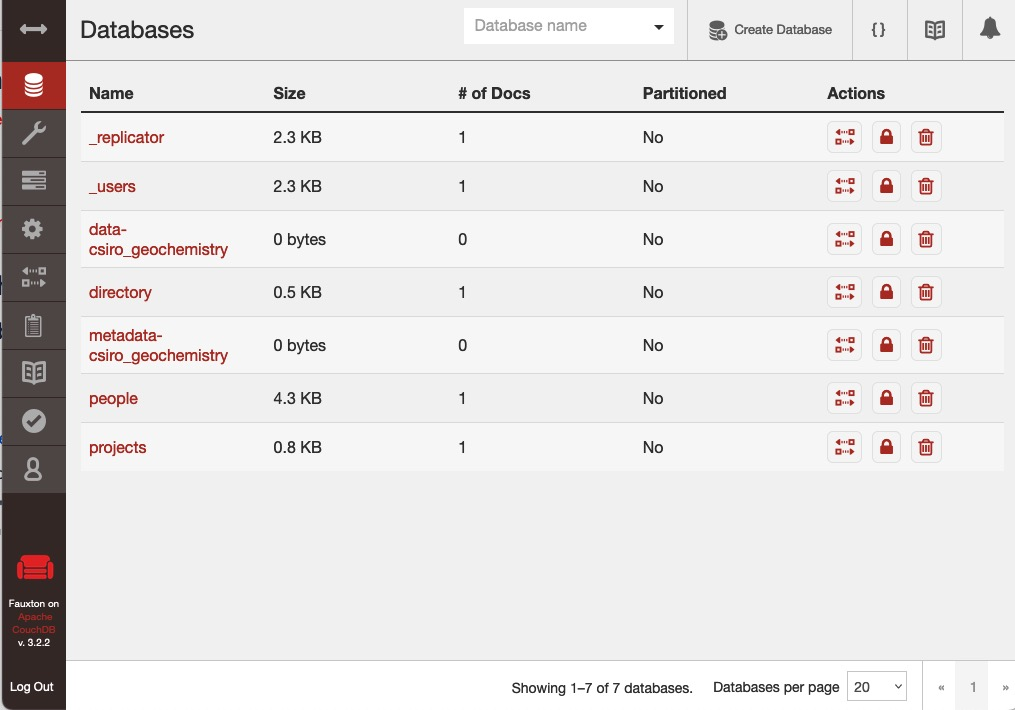 Databases
Database name
Create Database
{}
Name Size # of Docs Partitioned Actions
_replicator 2.3 KB 1 No
_users 2.3 KB 1 No
data-
csiro_geochemistry 0 bytes 0 No
directory 0.5 KB 1 No
metadata-
csiro_geochemistry 0 bytes 0 No
people 4.3 KB 1 No
projects 0.8 KB 1 No
Fauxton on
Apache
CouchDB
v. 3.2.2
Log Out
Showing 1–7 of 7 databases. Databases per page 20 « 1 »